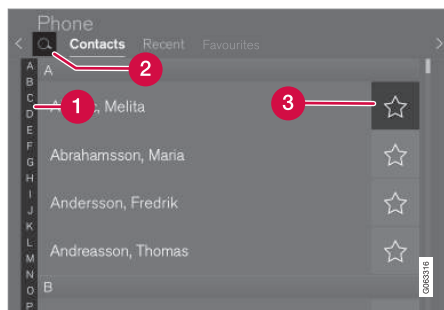 Phone
Contacts Recent Favourites
2
A
A
B
C
D
E
F
G
H
I
J
K
L
M
N
O
P
1
, Melita
3
Abrahamsson, Maria
Andersson, Fredrik
Andreasson, Thomas
B
G063316